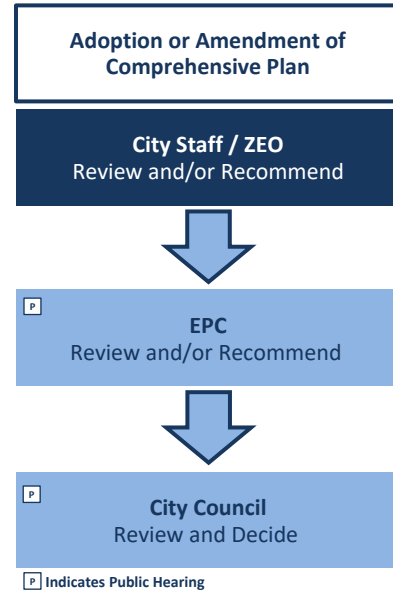 Adoption or Amendment of
Comprehensive Plan
City Staff / ZEO
Review and/or Recommend
P
EPC
Review and/or Recommend
P
City Council
Review and Decide
P Indicates Public Hearing